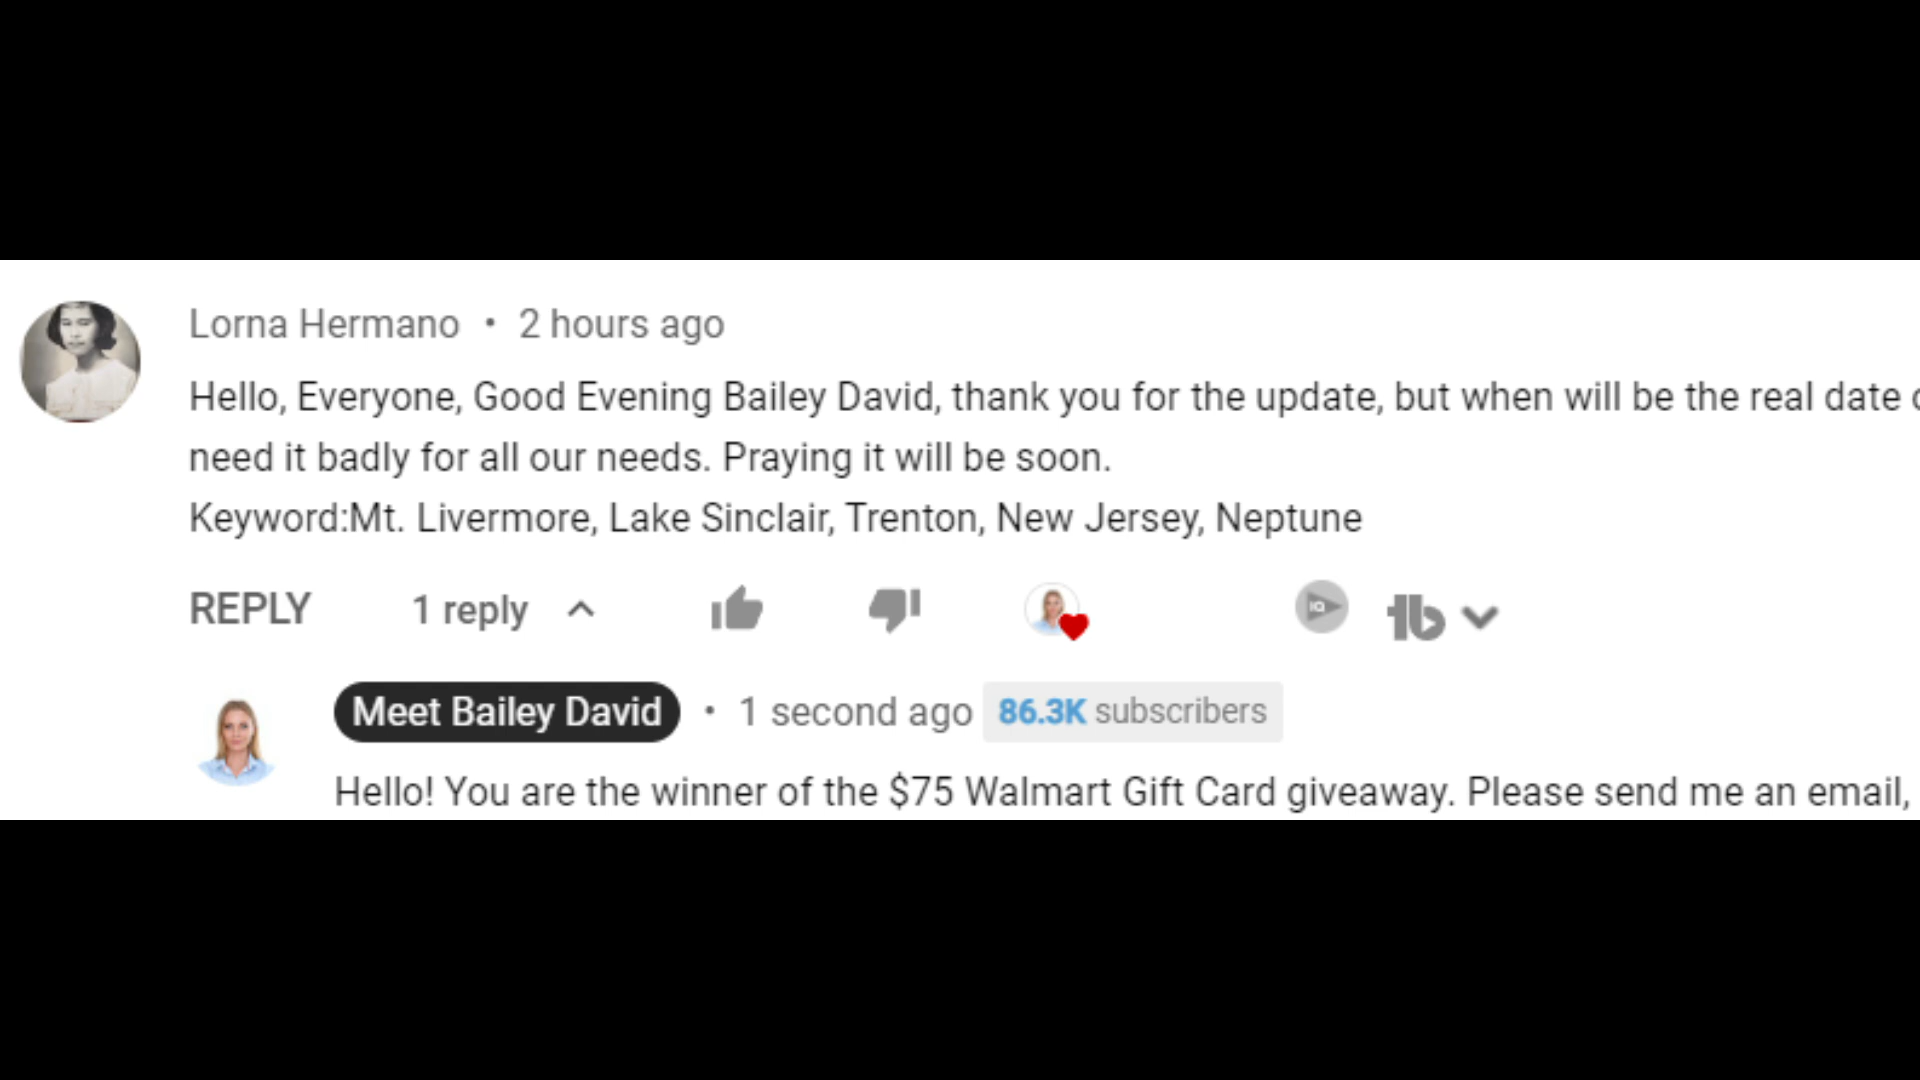 Lorna Hermano • 2 hours ago
Hello, Everyone, Good Evening Bailey David, thank you for the update, but when will be the real date
need it badly for all our needs. Praying it will be soon.
Keyword:Mt. Livermore, Lake Sinclair, Trenton, New Jersey, Neptune
REPLY 1 reply IQ tb
Meet Bailey David • 1 second ago 86.3K subscribers
Hello! You are the winner of the $75 Walmart Gift Card giveaway. Please send me an email,